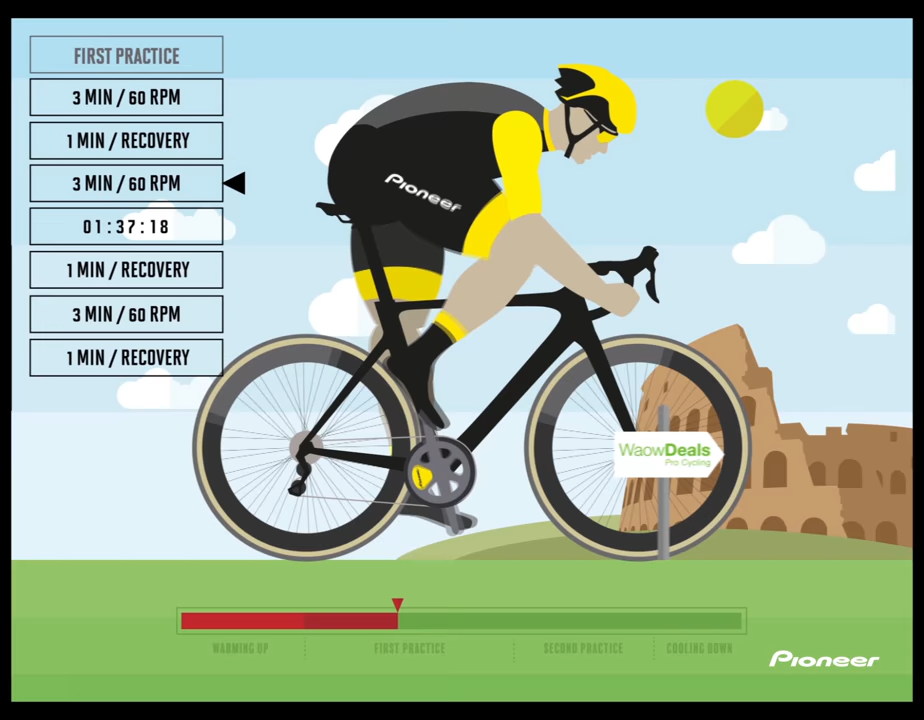 FIRST PRACTICE
3 MIN / 60 RPM
1 MIN / RECOVERY
3 MIN / 60 RPM
01:37:18
1 MIN / RECOVERY
3 MIN / 60 RPM
1 MIN / RECOVERY
Pioneer
WaowDeals
Pro Cycling
WARMING UP
FIRST PRACTICE
SECOND PRACTICE
COOLING DOWN
Pioneer